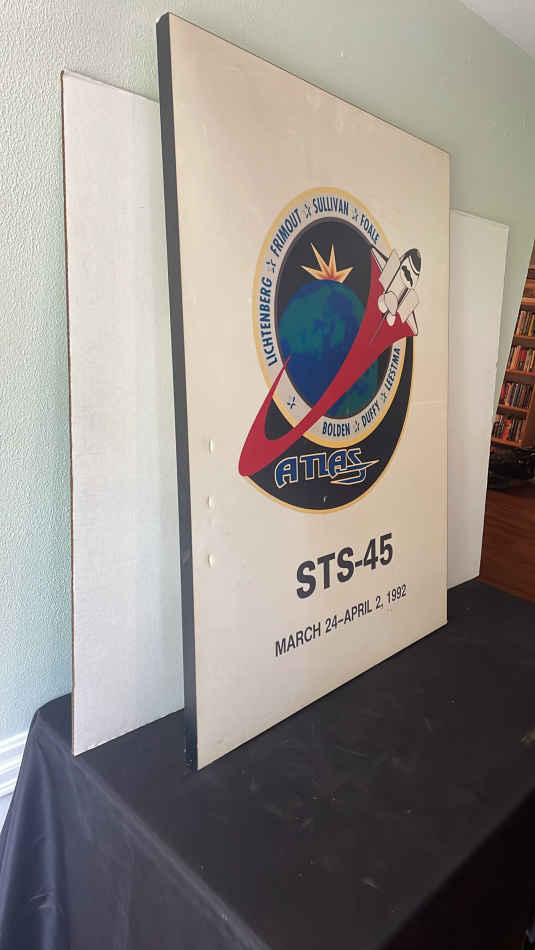 LICHTENBERG ☆ FRIMOUT ☆ SULLIVAN ☆ FOALE
BOLDEN ☆ DUFFY ☆ LEESTMA
ATLAS
STS-45
MARCH 24–APRIL 2, 1992